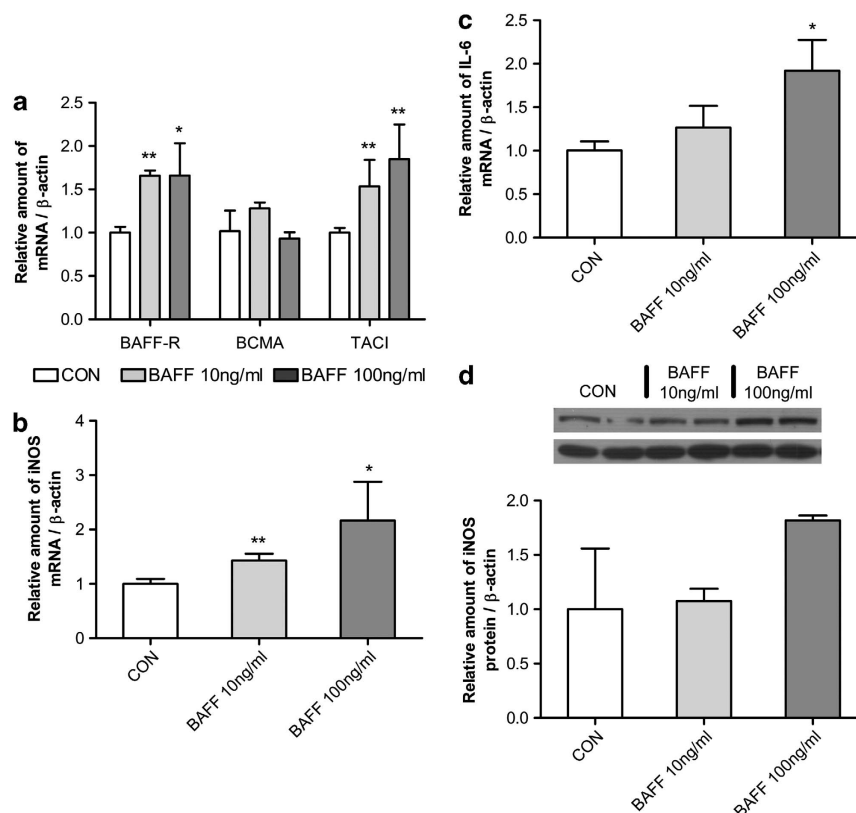 a
Relative amount of
mRNA / β-actin
2.5
2.0
1.5
1.0
0.5
0.0
**
*
**
**
BAFF-R BCMA TACI
CON BAFF 10ng/ml BAFF 100ng/ml
b
Relative amount of iNOS
mRNA / β-actin
4
3
2
1
0
**
*
CON
BAFF 10ng/ml
BAFF 100ng/ml
c
Relative amount of IL-6
mRNA / β-actin
2.5
2.0
1.5
1.0
0.5
0.0
*
CON
BAFF 10ng/ml
BAFF 100ng/ml
d
CON
BAFF
10ng/ml
BAFF
100ng/ml
Relative amount of iNOS
protein / β-actin
2.0
1.5
1.0
0.5
0.0
CON
BAFF 10ng/ml
BAFF 100ng/ml